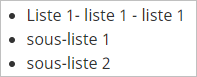 • Liste 1- liste 1 - liste 1
• sous-liste 1
• sous-liste 2